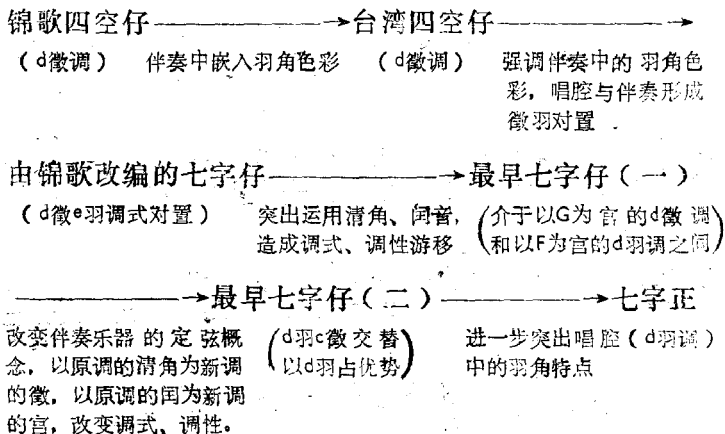 锦歌四空仔————→台湾四空仔————→
（d徵调） 伴奏中嵌入羽角色彩 （d徵调） 强调伴奏中的羽角色
彩，唱腔与伴奏形成
徵羽对置
由锦歌改编的七字仔————→最早七字仔（一）
（d徵e羽调式对置） 突出运用清角、闰音， （介于以G为宫的d徵调
造成调式、调性游移 和以F为宫的d羽调之间）
————→最早七字仔（二）————→七字正
改变伴奏乐器的定弦概 （d羽c徵交替 进一步突出唱腔（d羽调）
念，以原调的清角为新调 以d羽占优势） 中的羽角特点
的徵，以原调的闰为新调
的宫，改变调式、调性。